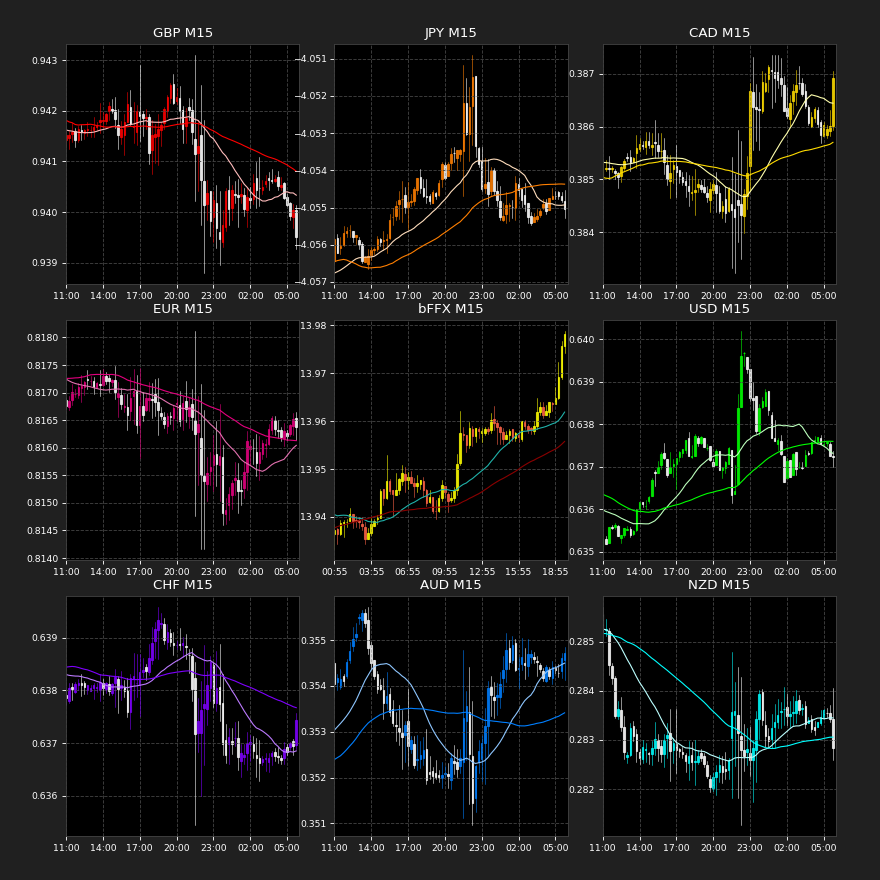 GBP M15
0.943
0.942
0.941
0.940
0.939
11:00 14:00 17:00 20:00 23:00 02:00 05:00
JPY M15
−4.051
−4.052
−4.053
−4.054
−4.055
−4.056
−4.057
11:00 14:00 17:00 20:00 23:00 02:00 05:00
CAD M15
0.387
0.386
0.385
0.384
11:00 14:00 17:00 20:00 23:00 02:00 05:00
EUR M15
0.8180
0.8175
0.8170
0.8165
0.8160
0.8155
0.8150
0.8145
0.8140
11:00 14:00 17:00 20:00 23:00 02:00 05:00
bFFX M15
13.98
13.97
13.96
13.95
13.94
00:55 03:55 06:55 09:55 12:55 15:55 18:55
USD M15
0.640
0.639
0.638
0.637
0.636
0.635
11:00 14:00 17:00 20:00 23:00 02:00 05:00
CHF M15
0.639
0.638
0.637
0.636
11:00 14:00 17:00 20:00 23:00 02:00 05:00
AUD M15
0.355
0.354
0.353
0.352
0.351
11:00 14:00 17:00 20:00 23:00 02:00 05:00
NZD M15
0.285
0.284
0.283
0.282
11:00 14:00 17:00 20:00 23:00 02:00 05:00